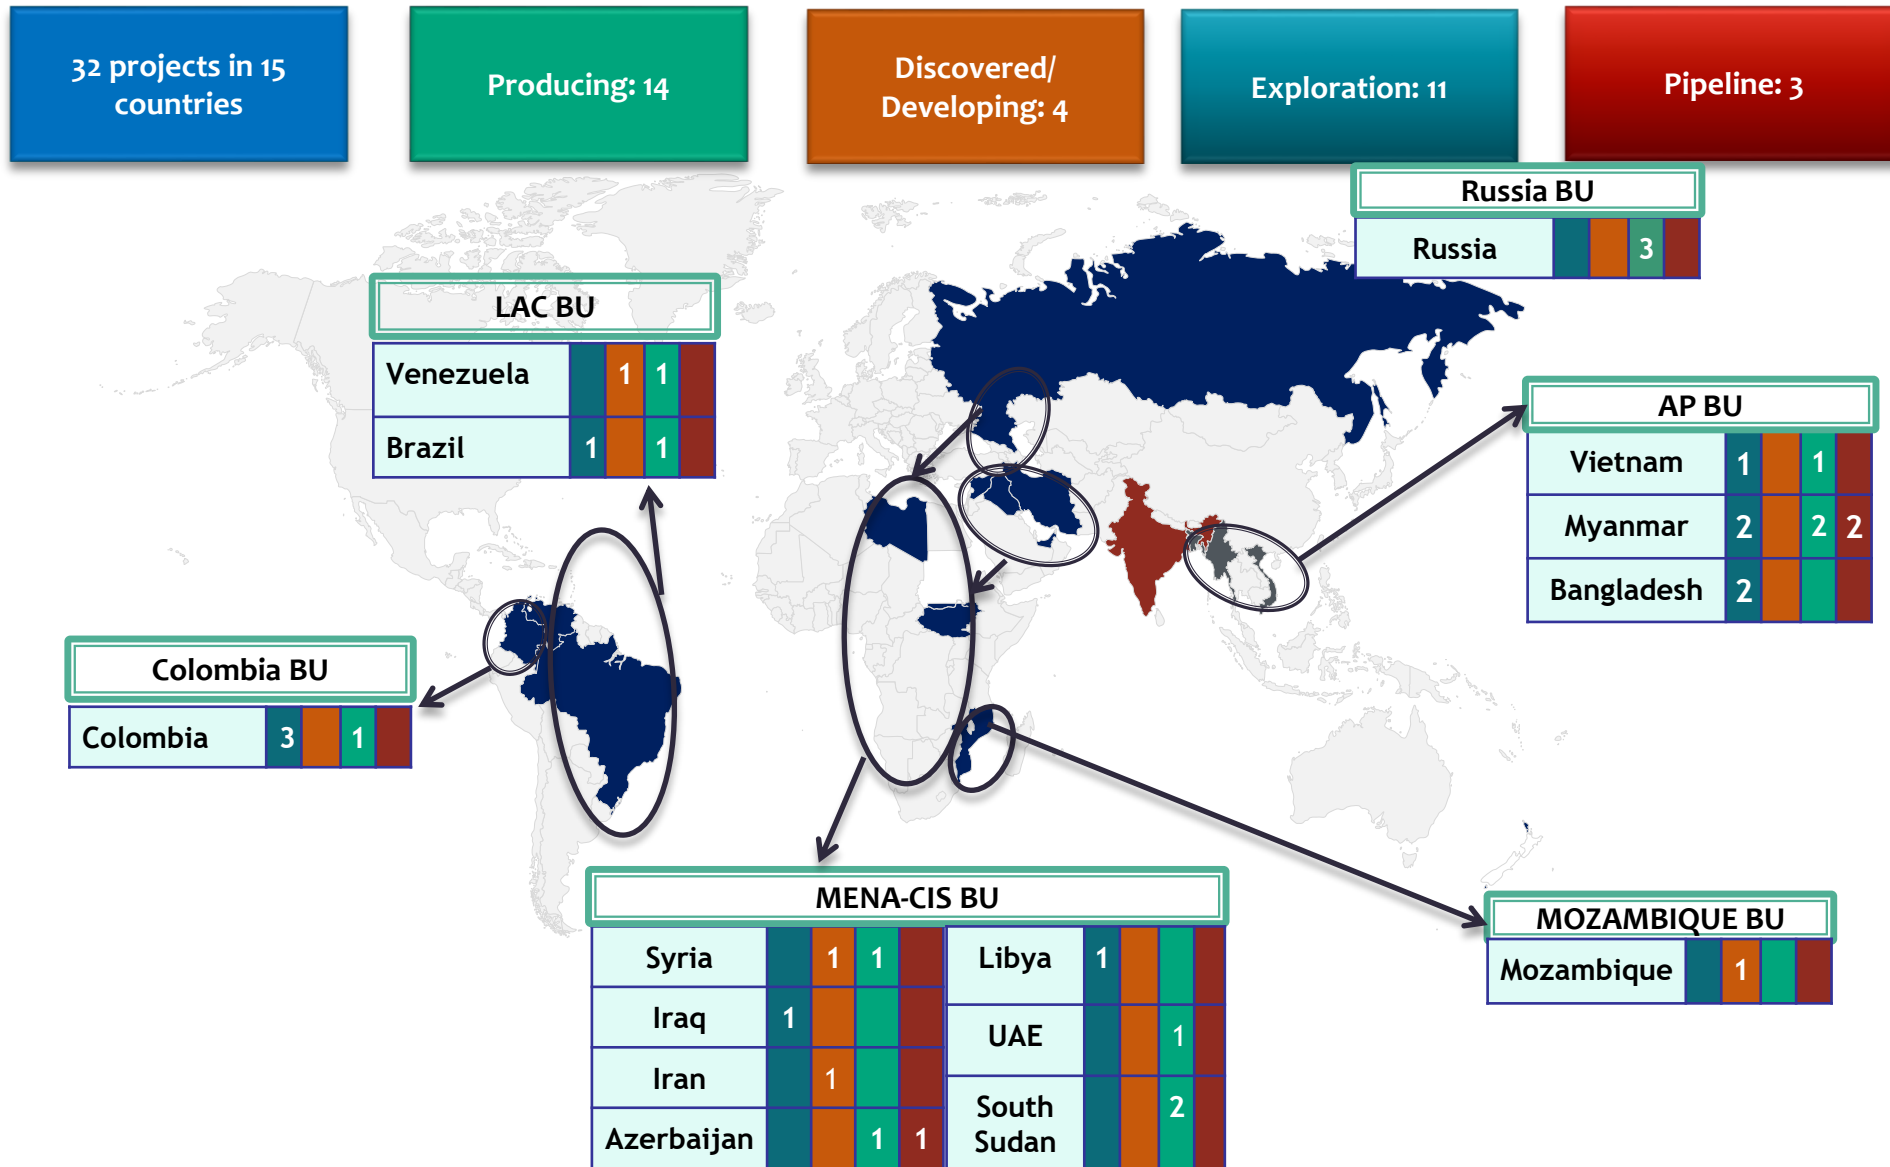 32 projects in 15
countries
Producing: 14
Discovered/
Developing: 4
Exploration: 11
Pipeline: 3
Russia BU
Russia 3
LAC BU
Venezuela 1 1
Brazil 1 1
AP BU
Vietnam 1 1
Myanmar 2 2 2
Bangladesh 2
Colombia BU
Colombia 3 1
MENA-CIS BU
Syria 1 1
Iraq 1
Iran 1
Azerbaijan 1 1
Libya 1
UAE 1
South
Sudan
2
MOZAMBIQUE BU
Mozambique 1